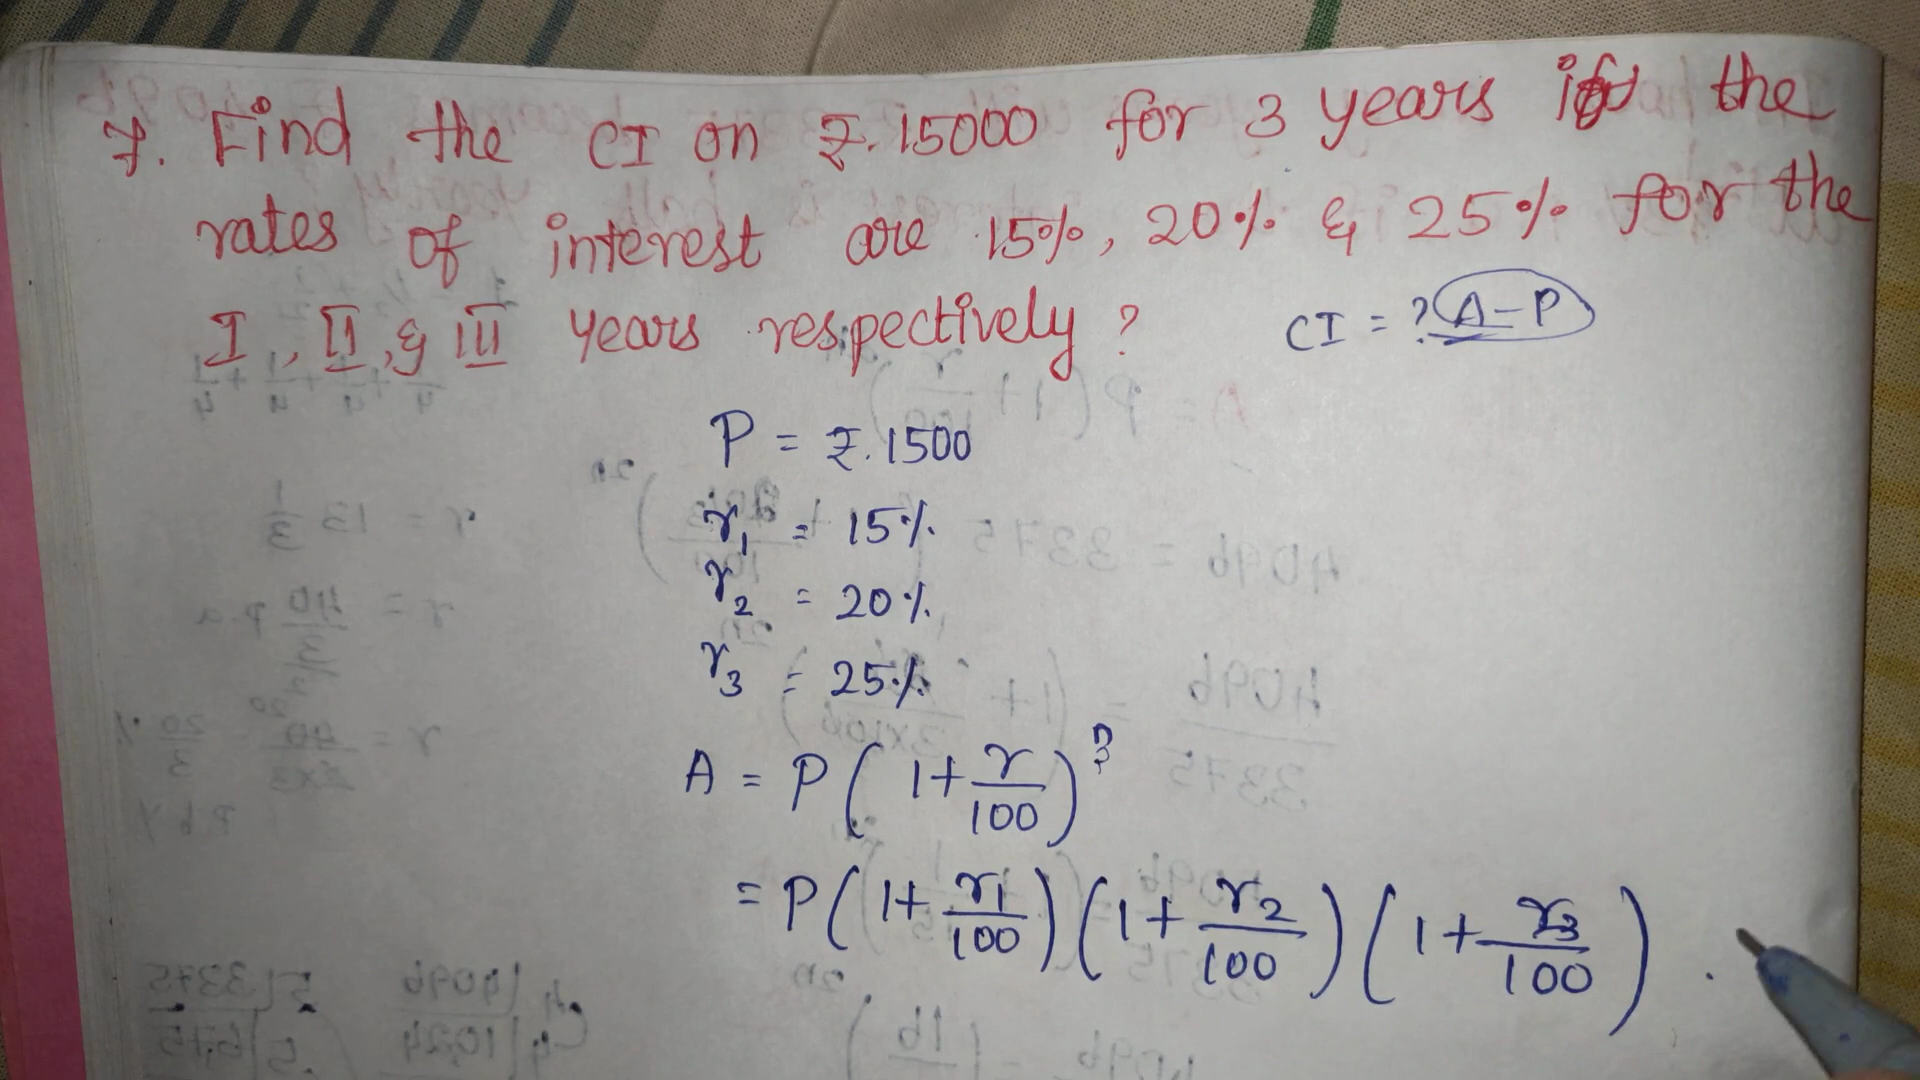 7. Find the CI on ₹. 15000 for 3 years if the
rates of interest are 15%, 20% & 25% for the
I, II, & III years respectively?
CI = ? A-P
P = ₹. 1500
r₁ = 15%
r₂ = 20%
r₃ = 25%
A = P(1+r/100)ⁿ
= P(1+r₁/100)(1+r₂/100)(1+r₃/100)